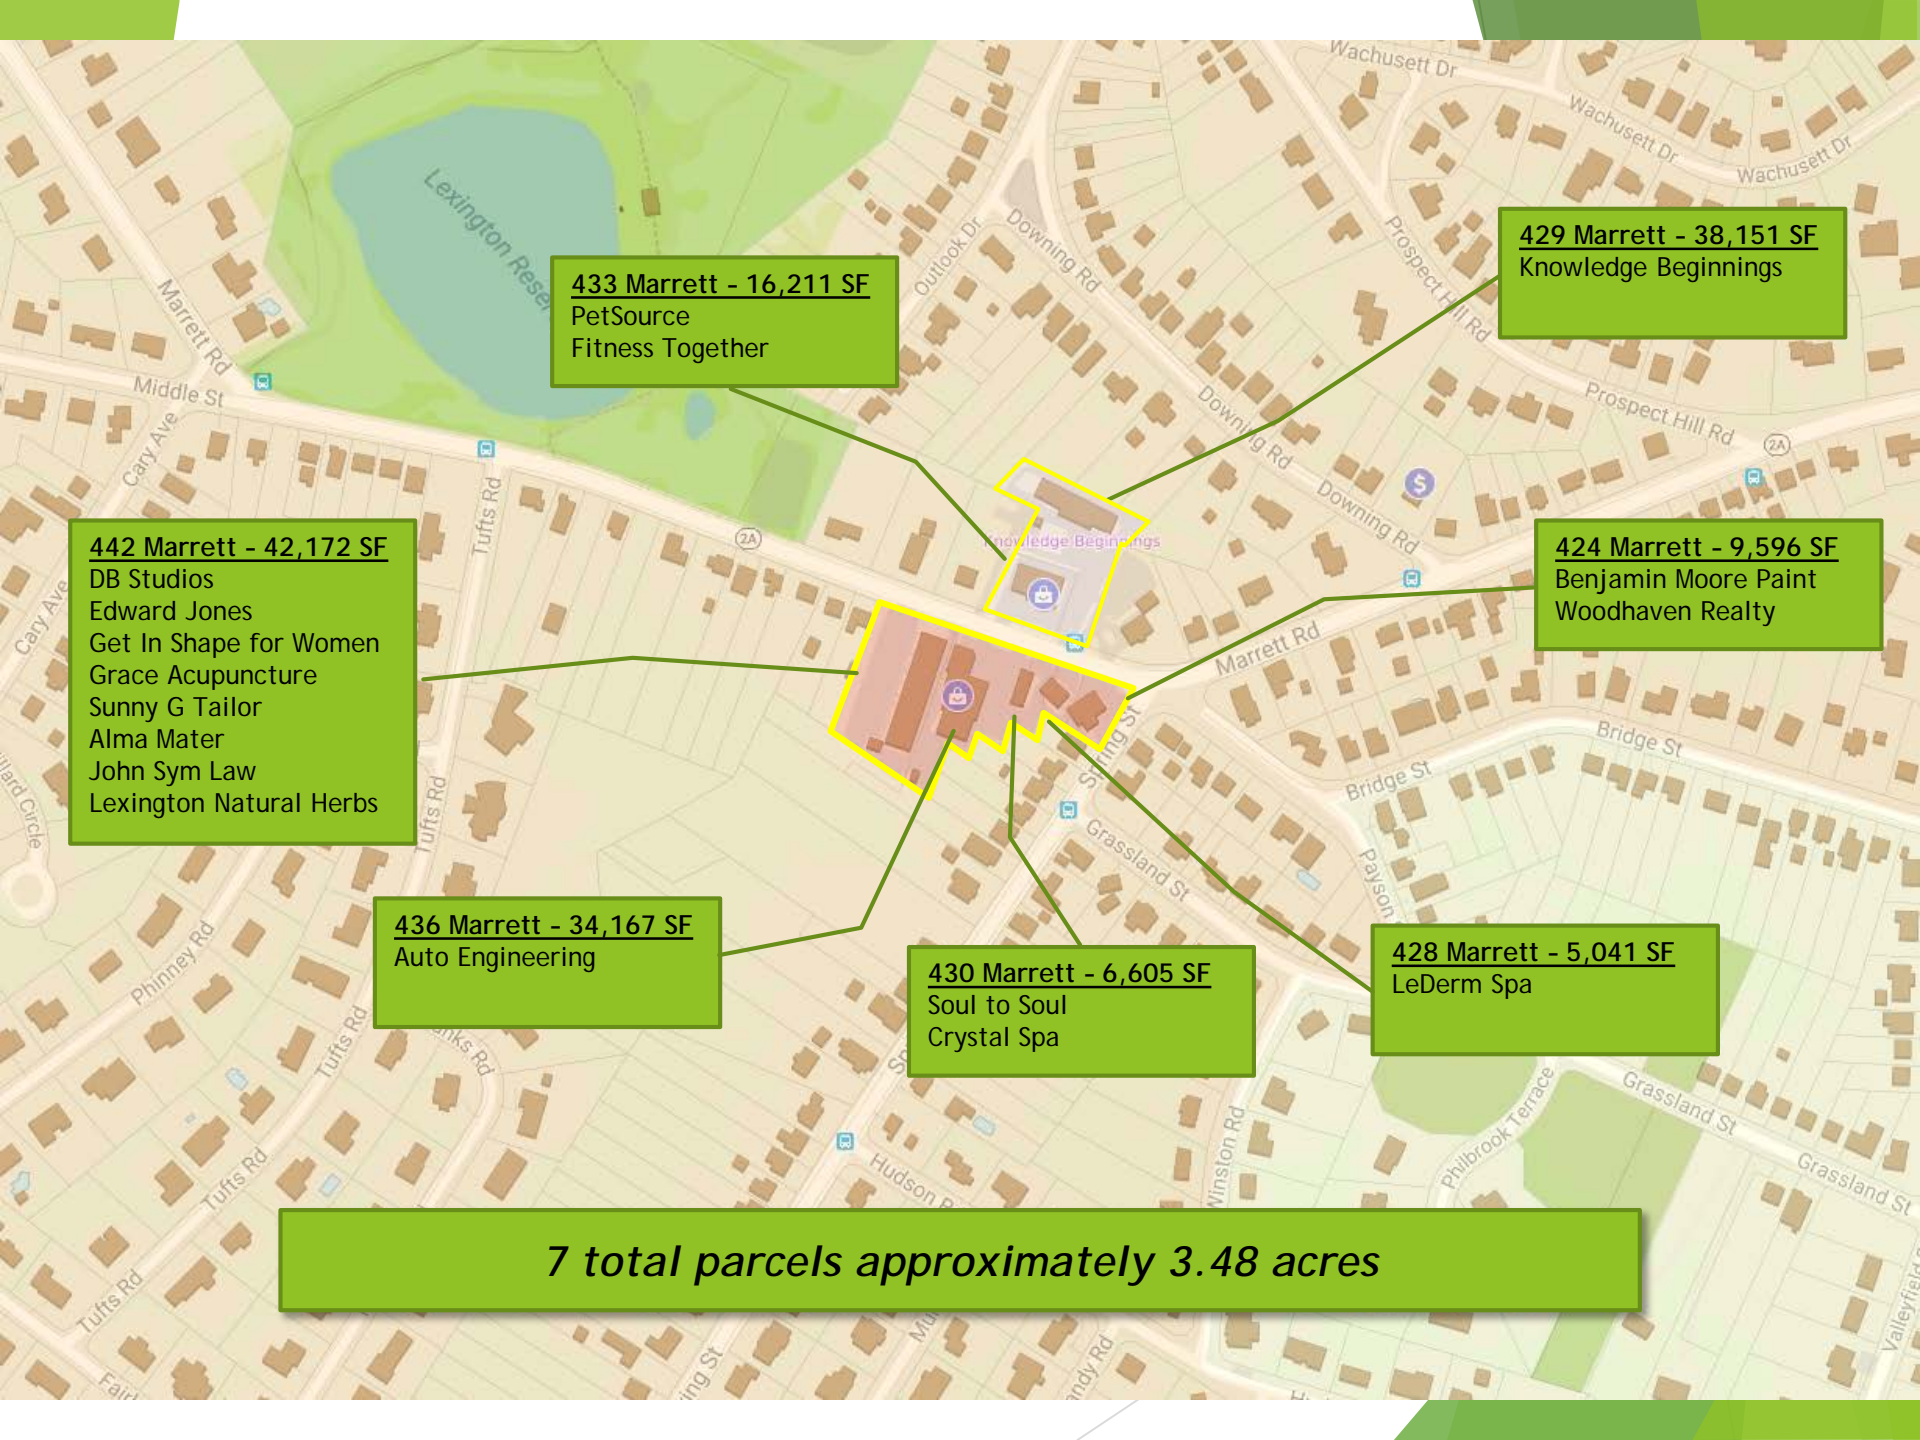 Wachusett Dr
Wachusett Dr
Wachusett Dr
Lexington Reser
Outlook Dr
Downing Rd
Prospect Hill Rd
429 Marrett – 38,151 SF
Knowledge Beginnings
433 Marrett – 16,211 SF
PetSource
Fitness Together
Marrett Rd
Middle St
Cary Ave
Downing Rd
Prospect Hill Rd
2A
$
Tufts Rd
2A
Downing Rd
Knowledge Beginnings
442 Marrett – 42,172 SF
DB Studios
Edward Jones
Get In Shape for Women
Grace Acupuncture
Sunny G Tailor
Alma Mater
John Sym Law
Lexington Natural Herbs
424 Marrett – 9,596 SF
Benjamin Moore Paint
Woodhaven Realty
Cary Ave
Marrett Rd
Spring St
Bridge St
Bridge St
Tufts Rd
Grassland St
Payson
436 Marrett – 34,167 SF
Auto Engineering
430 Marrett – 6,605 SF
Soul to Soul
Crystal Spa
428 Marrett – 5,041 SF
LeDerm Spa
Phinney Rd
Tufts Rd
Philbrook Terrace
Grassland St
Grassland St
Tufts Rd
Hudson
Winston Rd
7 total parcels approximately 3.48 acres
Tufts Rd
Valleyfield